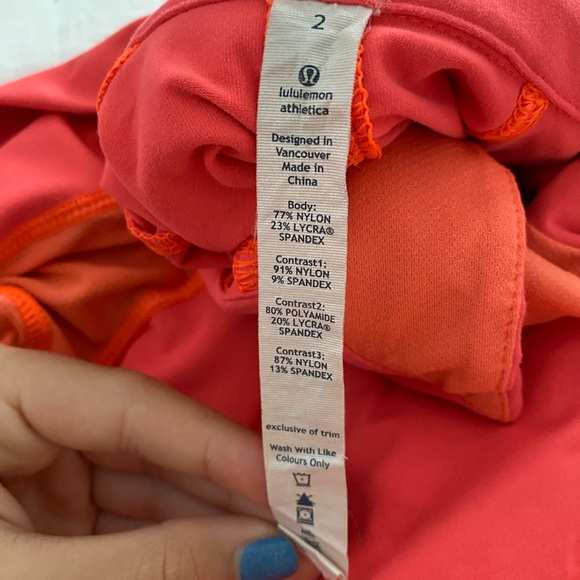 2
lululemon
athletica
Designed in
Vancouver
Made in
China
Body:
77% NYLON
23% LYCRA®
SPANDEX
Contrast1:
91% NYLON
9% SPANDEX
Contrast2:
80% POLYAMIDE
20% LYCRA®
SPANDEX
Contrast3:
87% NYLON
13% SPANDEX
exclusive of trim
Wash With Like
Colours Only